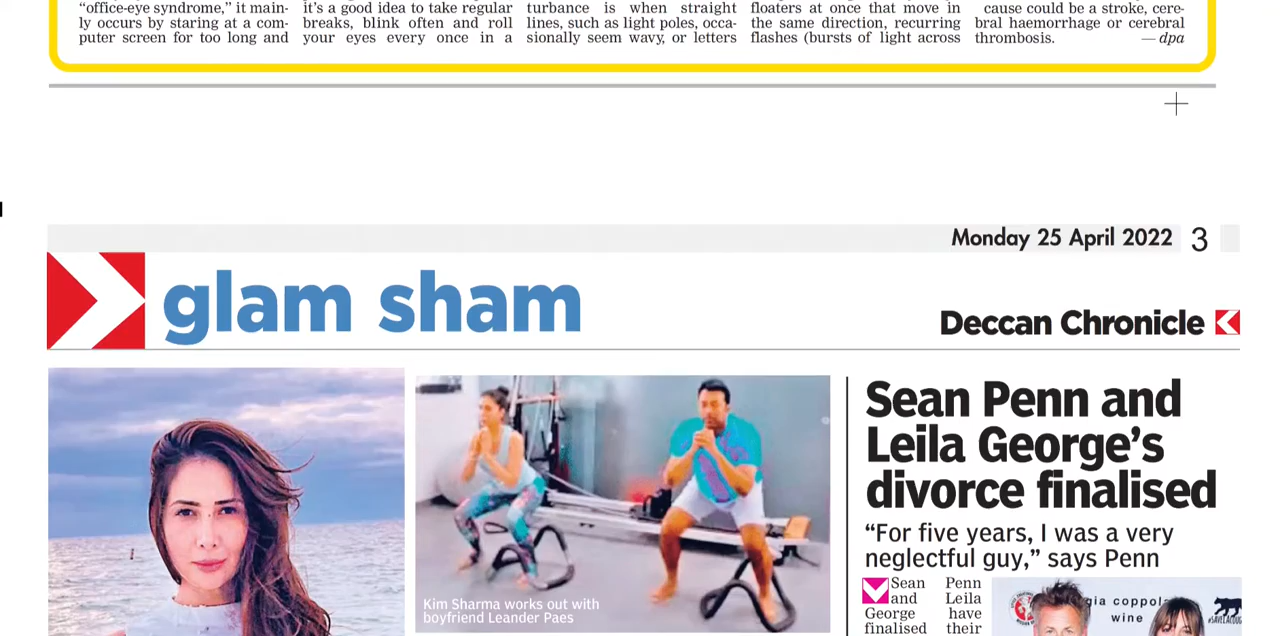 “office-eye syndrome,” it main-
ly occurs by staring at a com-
puter screen for too long and
it’s a good idea to take regular
breaks, blink often and roll
your eyes every once in a
turbance is when straight
lines, such as light poles, occa-
sionally seem wavy, or letters
floaters at once that move in
the same direction, recurring
flashes (bursts of light across
cause could be a stroke, cere-
bral haemorrhage or cerebral
thrombosis.
— dpa
Monday 25 April 2022 3
glam sham
Deccan Chronicle
Kim Sharma works out with
boyfriend Leander Paes
Sean Penn and
Leila George’s
divorce finalised
“For five years, I was a very
neglectful guy,” says Penn
Sean Penn
and Leila
George have
finalised their
gia coppol
wine